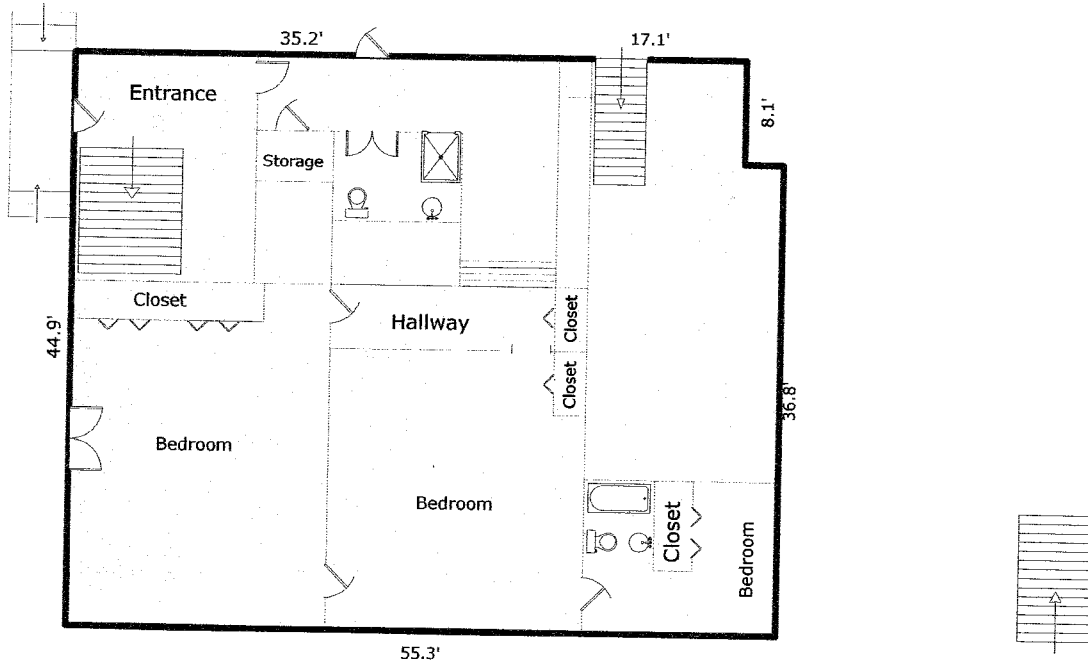 35.2'
17.1'
Entrance
8.1'
Storage
Closet
Hallway
Closet
Closet
44.9'
36.8'
Bedroom
Bedroom
Closet
Bedroom
55.3'